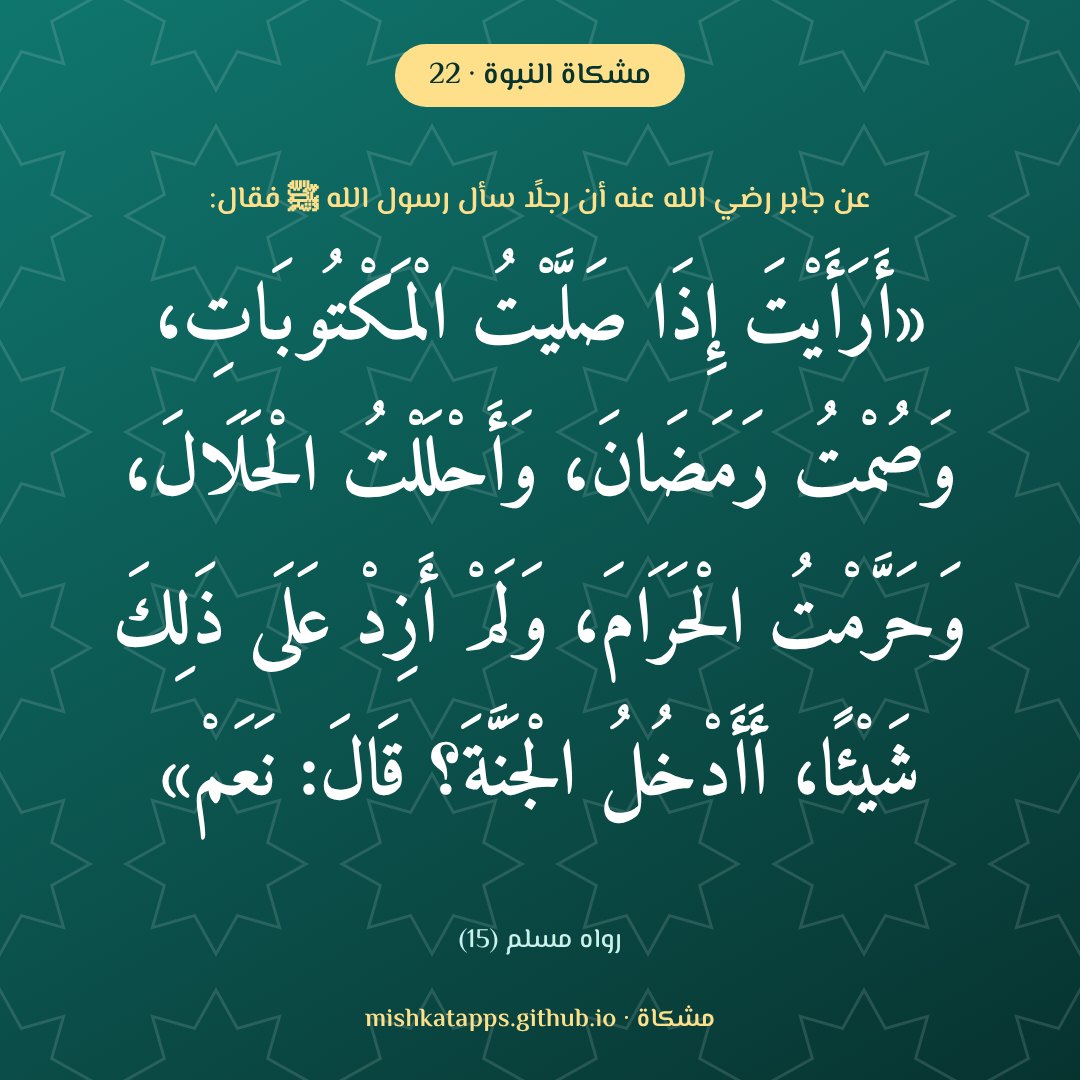 مشكاة النبوة · 22
عن جابر رضي الله عنه أن رجلًا سأل رسول الله ﷺ فقال:
«أَرَأَيْتَ إِذَا صَلَّيْتُ الْمَكْتُوبَاتِ،
وَصُمْتُ رَمَضَانَ، وَأَحْلَلْتُ الْحَلَالَ،
وَحَرَّمْتُ الْحَرَامَ، وَلَمْ أَزِدْ عَلَى ذَلِكَ
شَيْئًا، أَأَدْخُلُ الْجَنَّةَ؟ قَالَ: نَعَمْ»
رواه مسلم (15)
مشكاة · mishkatapps.github.io